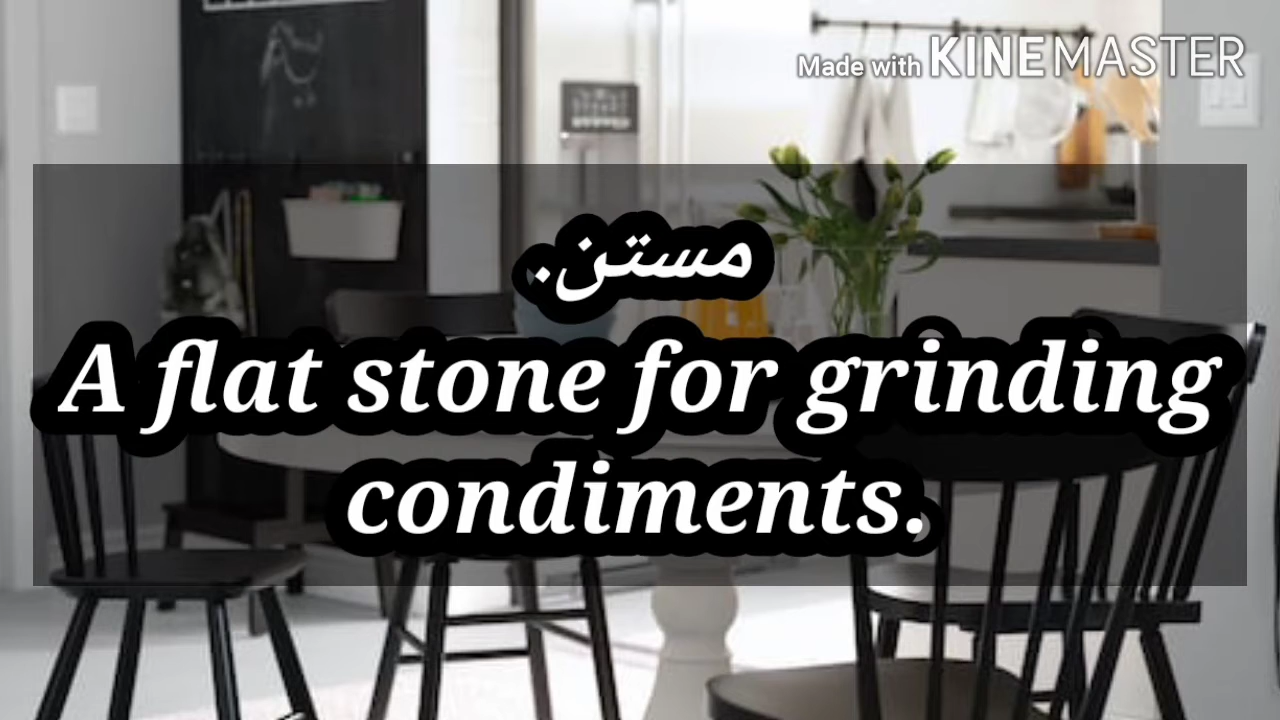 Made with KINEMASTER
مستن.
A flat stone for grinding
condiments.